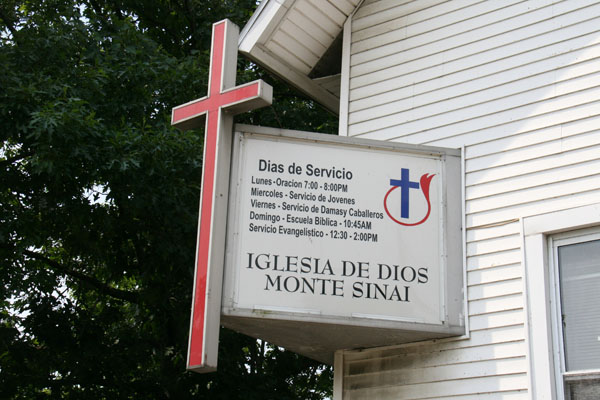 Dias de Servicio
Lunes - Oracion 7:00 - 8:00PM
Miercoles - Servicio de Jovenes
Viernes - Servicio de Damasy Caballeros
Domingo - Escuela Biblica - 10:45AM
Servicio Evangelistico - 12:30 - 2:00PM
IGLESIA DE DIOS
MONTE SINAI